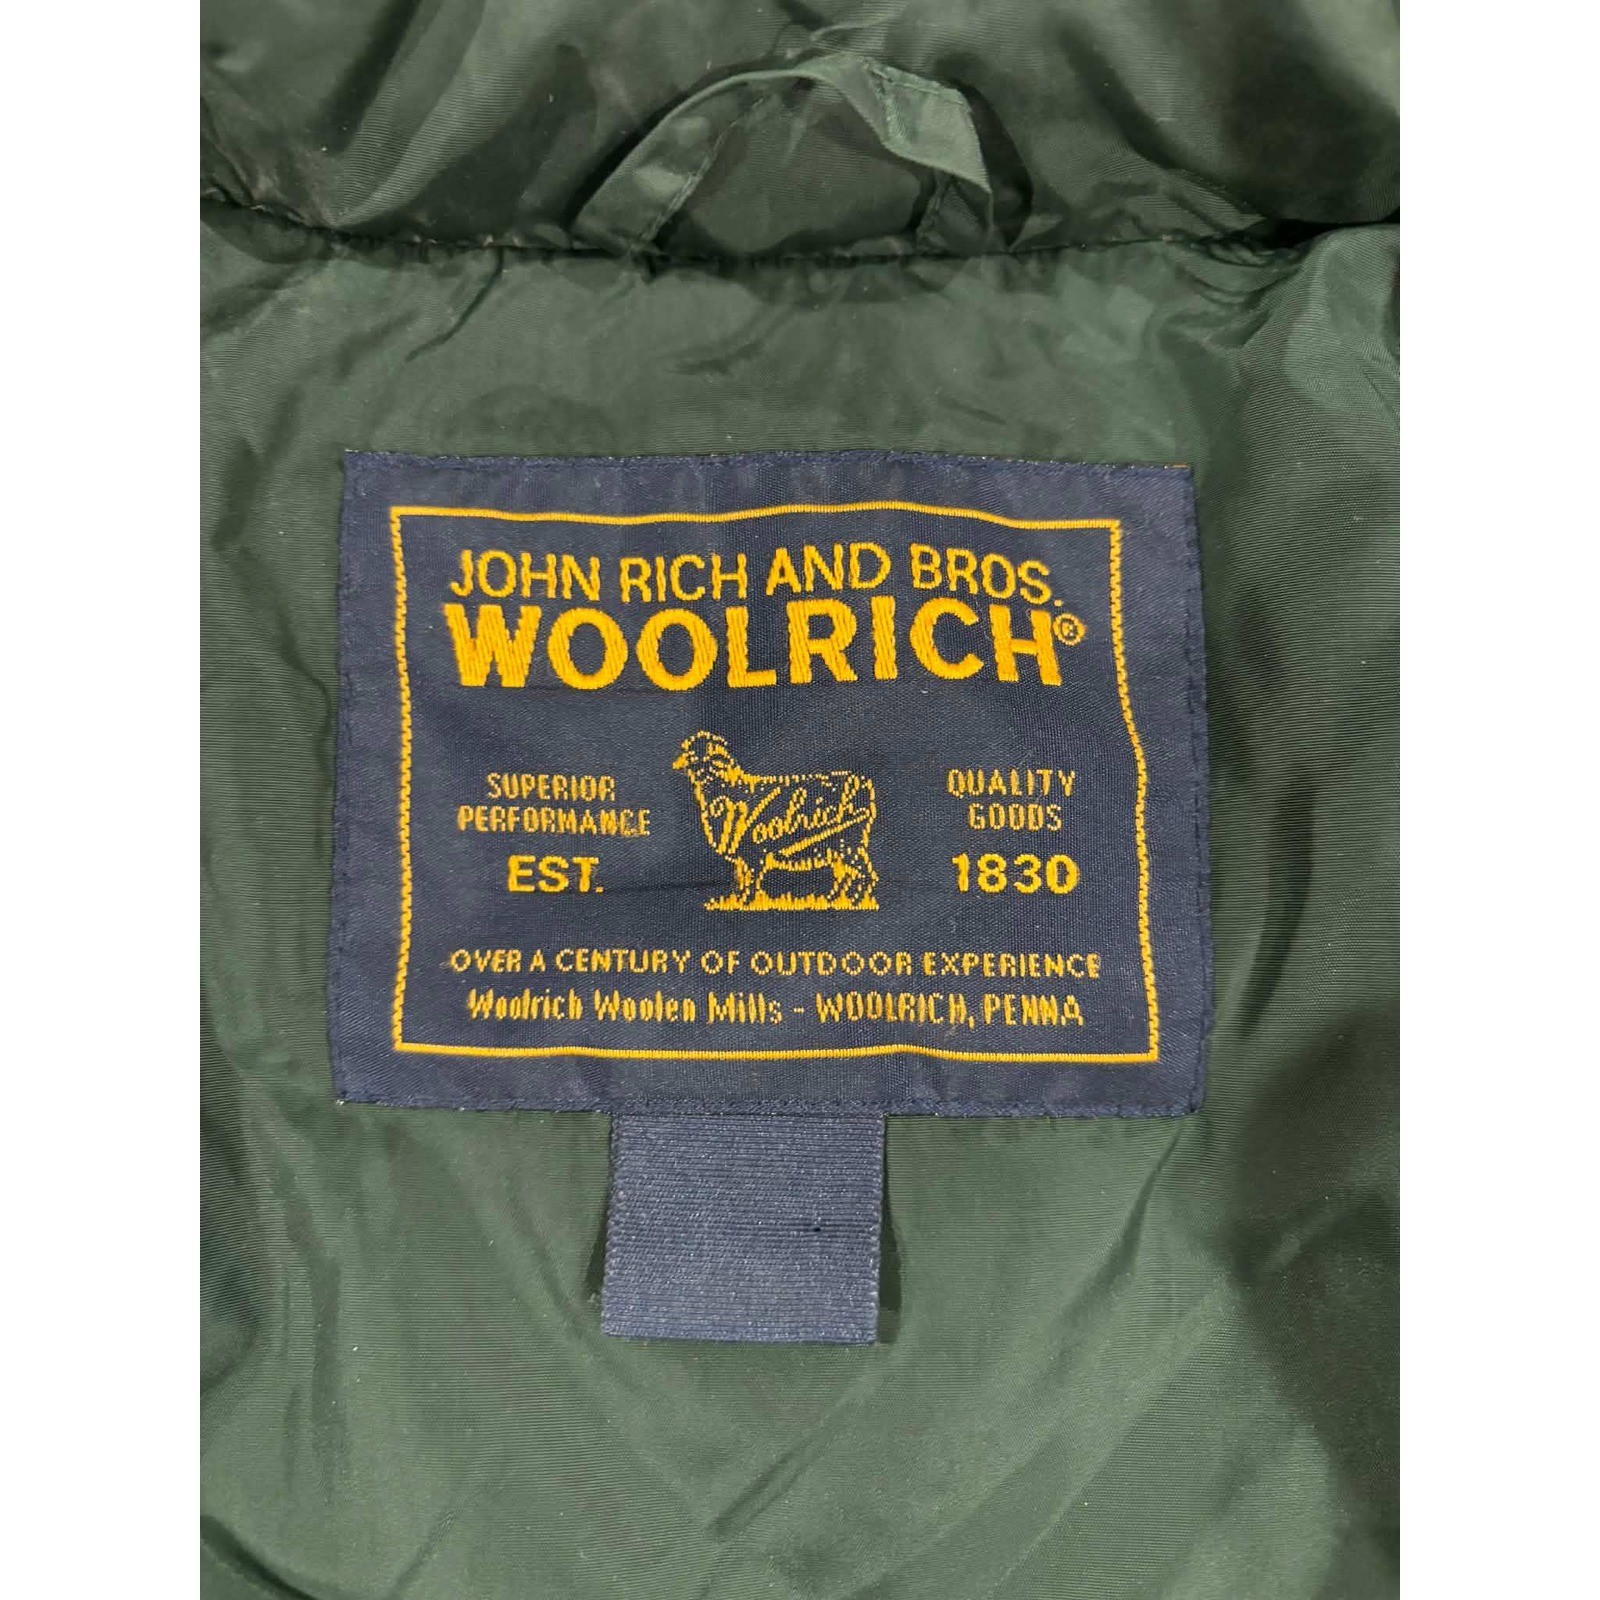 JOHN RICH AND BROS.
WOOLRICH®
SUPERIOR
PERFORMANCE
EST.
Woolrich
QUALITY
GOODS
1830
OVER A CENTURY OF OUTDOOR EXPERIENCE
Woolrich Woolen Mills - WOOLRICH, PENNA